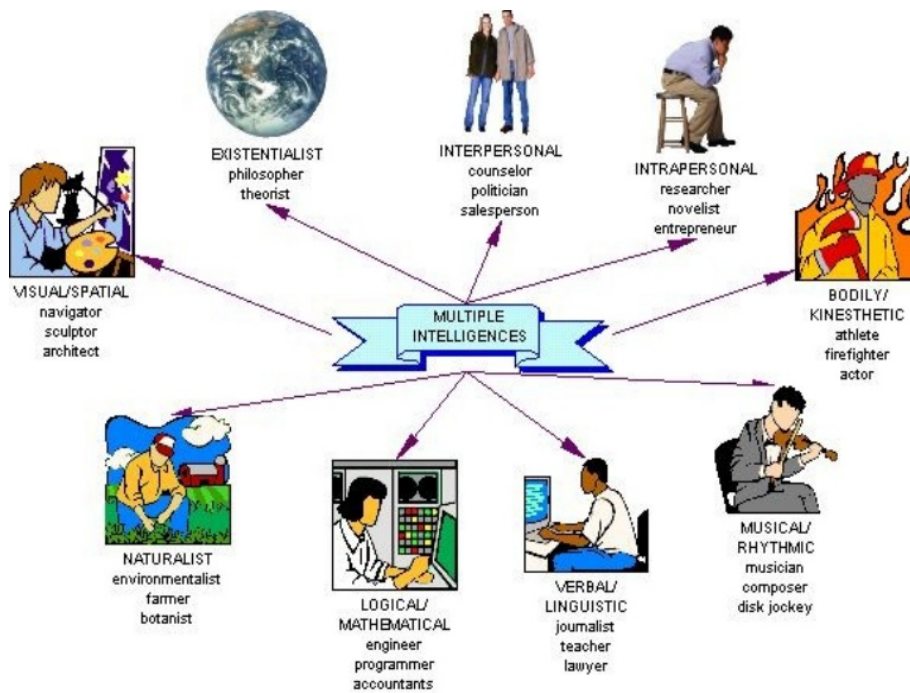 EXISTENTIALIST
philosopher
theorist
INTERPERSONAL
counselor
politician
salesperson
INTRAPERSONAL
researcher
novelist
entrepreneur
VISUAL/SPATIAL
navigator
sculptor
architect
MULTIPLE
INTELLIGENCES
BODILY/
KINESTHETIC
athlete
firefighter
actor
NATURALIST
environmentalist
farmer
botanist
LOGICAL/
MATHEMATICAL
engineer
programmer
accountants
VERBAL/
LINGUISTIC
journalist
teacher
lawyer
MUSICAL/
RHYTHMIC
musician
composer
disk jockey